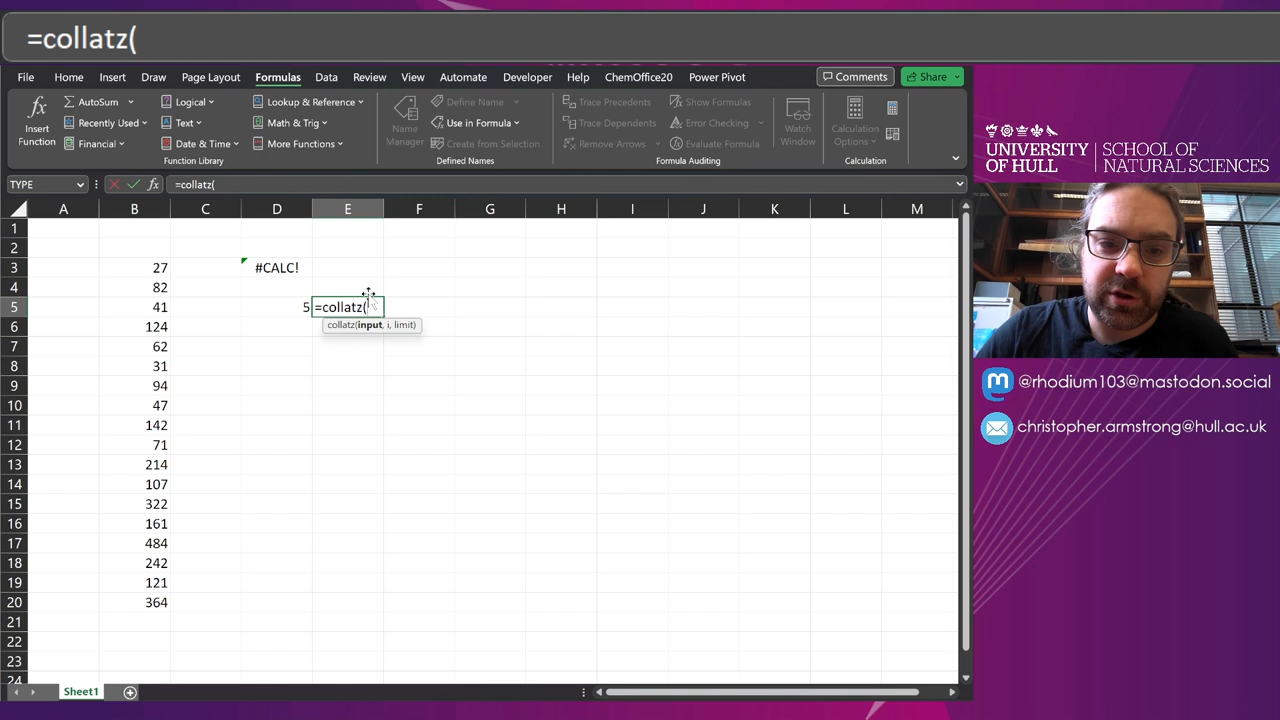 =collatz(
File Home Insert Draw Page Layout Formulas Data Review View Automate Developer Help ChemOffice20 Power Pivot Comments Share
fx Insert Function
AutoSum
Recently Used
Financial
Logical
Text
Date & Time
Lookup & Reference
Math & Trig
More Functions
Function Library
Name Manager
Define Name
Use in Formula
Create from Selection
Defined Names
Trace Precedents
Trace Dependents
Remove Arrows
Show Formulas
Error Checking
Evaluate Formula
Formula Auditing
Watch Window
Calculation Options
Calculation
TYPE fx =collatz(
A B C D E F G H I J K L M
1
2
3 27 #CALC!
4 82
5 41 5 =collatz(
collatz(input, i, limit)
6 124
7 62
8 31
9 94
10 47
11 142
12 71
13 214
14 107
15 322
16 161
17 484
18 242
19 121
20 364
21
22
23
24
Sheet1
UNIVERSITY OF HULL
SCHOOL OF NATURAL SCIENCES
@rhodium103@mastodon.social
christopher.armstrong@hull.ac.uk